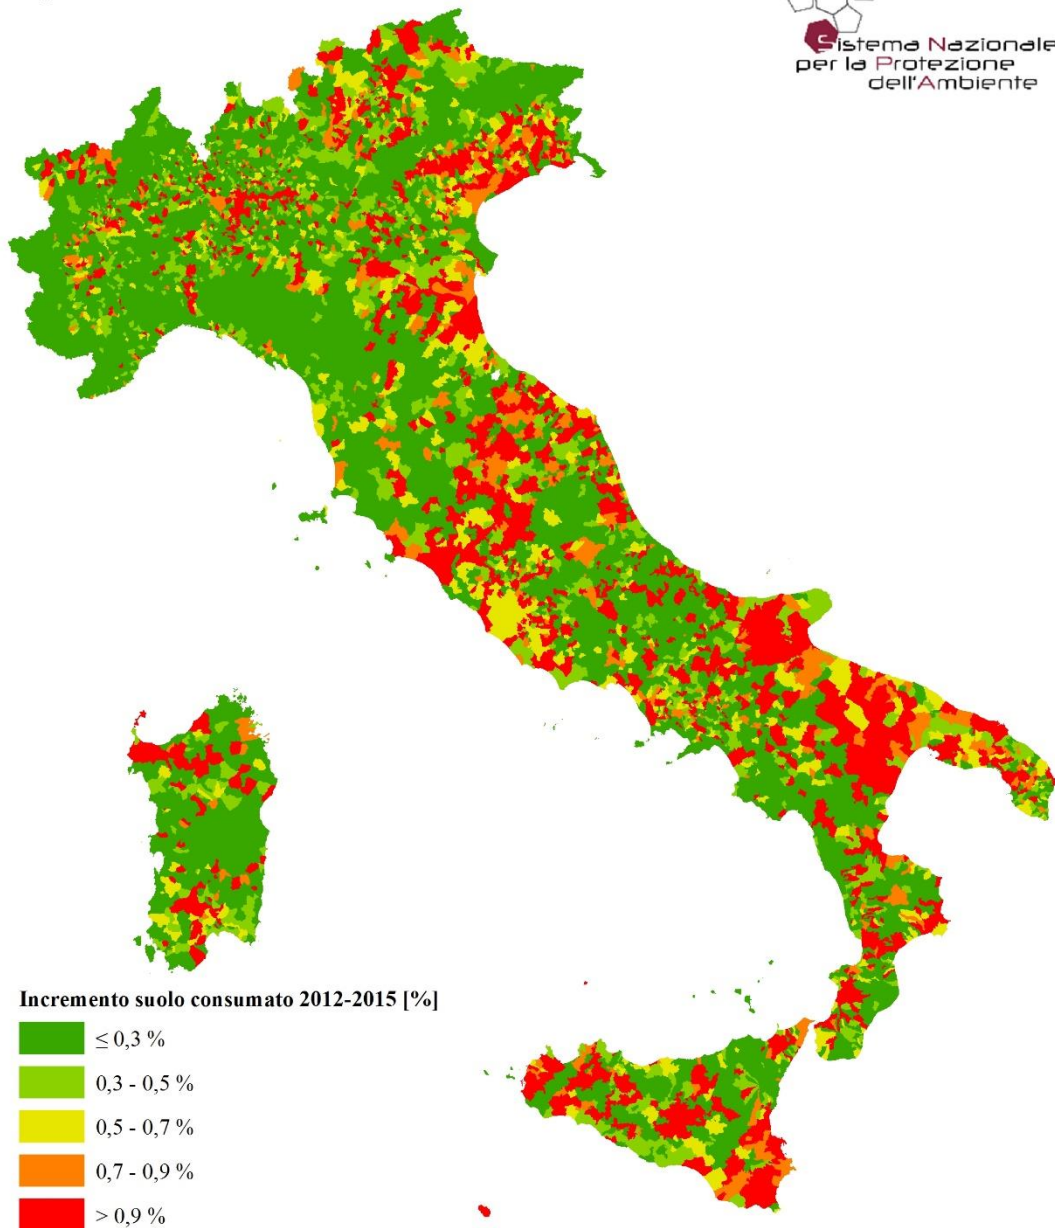 Sistema Nazionale
per la Protezione
dell'Ambiente
Incremento suolo consumato 2012-2015 [%]
≤ 0,3 %
0,3 - 0,5 %
0,5 - 0,7 %
0,7 - 0,9 %
> 0,9 %